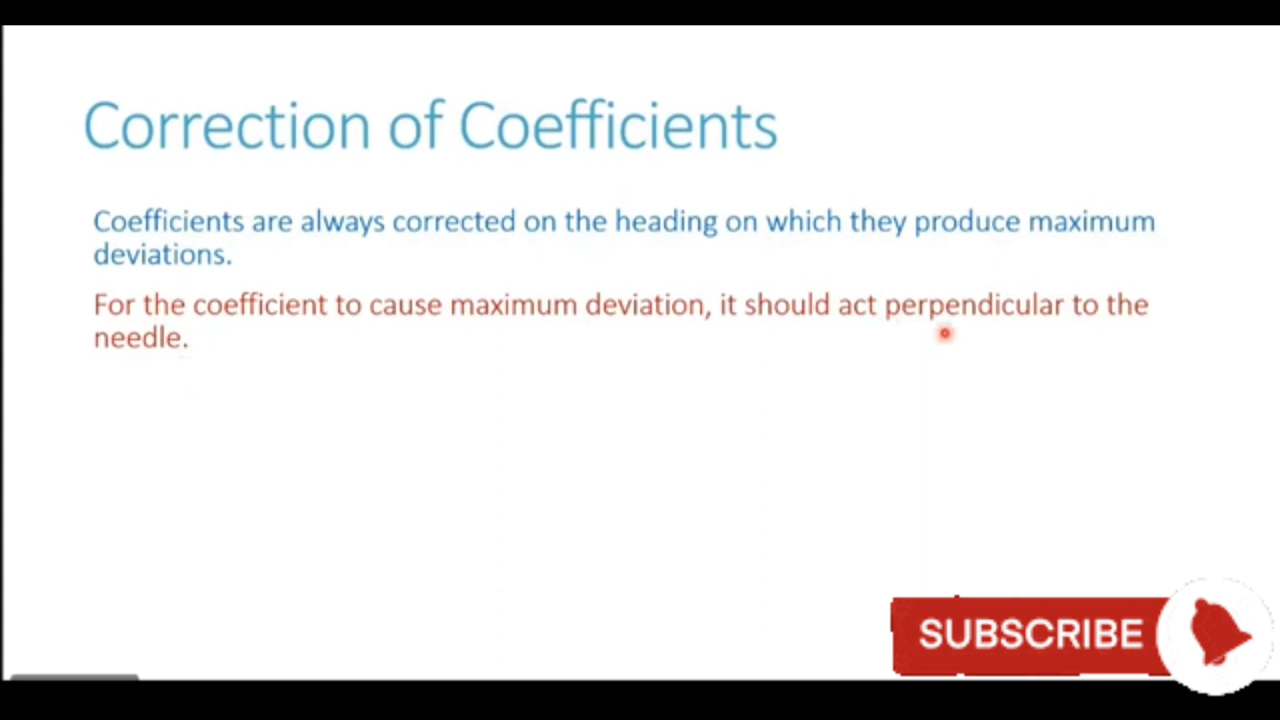 Correction of Coefficients
Coefficients are always corrected on the heading on which they produce maximum
deviations.
For the coefficient to cause maximum deviation, it should act perpendicular to the
needle.
SUBSCRIBE